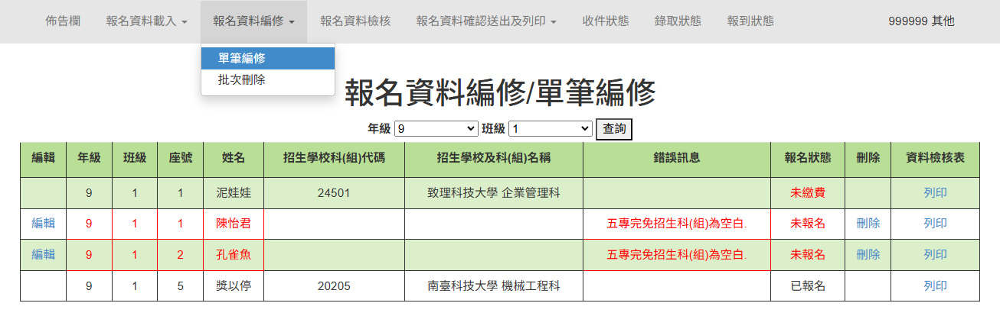 佈告欄 報名資料載入 報名資料編修 報名資料檢核 報名資料確認送出及列印 收件狀態 錄取狀態 報到狀態 999999 其他
單筆編修
批次刪除
報名資料編修/單筆編修
年級 9 班級 1 查詢
編輯 年級 班級 座號 姓名 招生學校科(組)代碼 招生學校及科(組)名稱 錯誤訊息 報名狀態 刪除 資料檢核表
9 1 1 泥娃娃 24501 致理科技大學 企業管理科 未繳費 列印
編輯 9 1 1 陳怡君 五專完免招生科(組)為空白. 未報名 刪除 列印
編輯 9 1 2 孔雀魚 五專完免招生科(組)為空白. 未報名 刪除 列印
9 1 5 獎以停 20205 南臺科技大學 機械工程科 已報名 列印